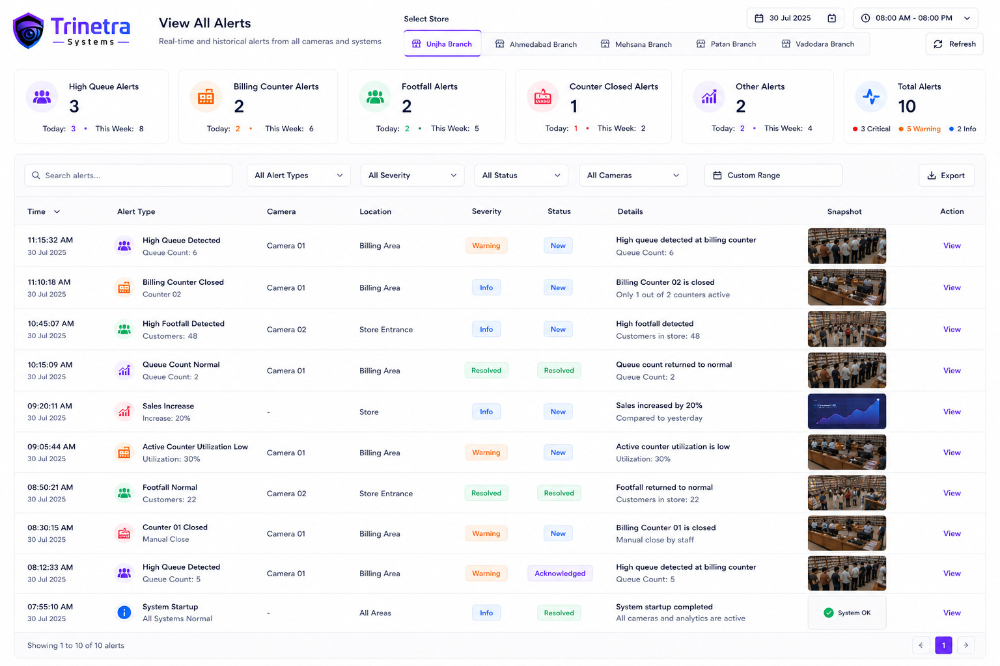 Trinetra
Systems
View All Alerts
Real-time and historical alerts from all cameras and systems
Select Store
Unjha Branch
Ahmedabad Branch
Mehsana Branch
Patan Branch
Vadodara Branch
30 Jul 2025
08:00 AM - 08:00 PM
Refresh
High Queue Alerts
3
Today: 3 • This Week: 8
Billing Counter Alerts
2
Today: 2 • This Week: 6
Footfall Alerts
2
Today: 2 • This Week: 5
Counter Closed Alerts
1
Today: 1 • This Week: 2
Other Alerts
2
Today: 2 • This Week: 4
Total Alerts
10
3 Critical
5 Warning
2 Info
Search alerts...
All Alert Types
All Severity
All Status
All Cameras
Custom Range
Export
Time Alert Type Camera Location Severity Status Details Snapshot Action
11:15:32 AM High Queue Detected Camera 01 Billing Area Warning New High queue detected at billing counter View
30 Jul 2025 Queue Count: 6 Queue Count: 6
11:10:18 AM Billing Counter Closed Camera 01 Billing Area Info New Billing Counter 02 is closed View
30 Jul 2025 Counter 02 Only 1 out of 2 counters active
10:45:07 AM High Footfall Detected Camera 02 Store Entrance Info New High footfall detected View
30 Jul 2025 Customers: 48 Customers in store: 48
10:15:09 AM Queue Count Normal Camera 01 Billing Area Resolved Resolved Queue count returned to normal View
30 Jul 2025 Queue Count: 2 Queue Count: 2
09:20:11 AM Sales Increase - Store Info New Sales increased by 20% View
30 Jul 2025 Increase: 20% Compared to yesterday
09:05:44 AM Active Counter Utilization Low Camera 01 Billing Area Warning New Active counter utilization is low View
30 Jul 2025 Utilization: 30% Utilization: 30%
08:50:21 AM Footfall Normal Camera 02 Store Entrance Resolved Resolved Footfall returned to normal View
30 Jul 2025 Customers: 22 Customers in store: 22
08:30:15 AM Counter 01 Closed Camera 01 Billing Area Warning New Billing Counter 01 is closed View
30 Jul 2025 Manual Close Manual close by staff
08:12:33 AM High Queue Detected Camera 01 Billing Area Warning Acknowledged High queue detected at billing counter View
30 Jul 2025 Queue Count: 5 Queue Count: 5
07:55:10 AM System Startup - All Areas Info Resolved System startup completed System OK View
30 Jul 2025 All Systems Normal All cameras and analytics are active
Showing 1 to 10 of 10 alerts
1